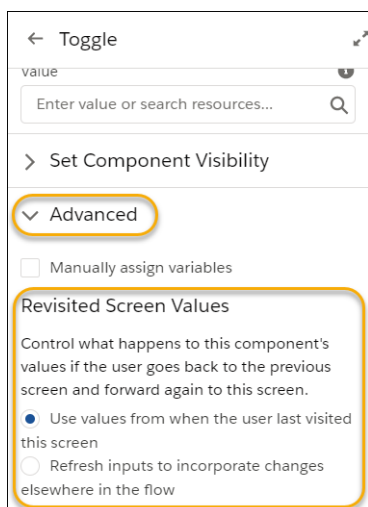 Toggle
Value
Enter value or search resources...
Set Component Visibility
Advanced
Manually assign variables
Revisited Screen Values
Control what happens to this component's
values if the user goes back to the previous
screen and forward again to this screen.
Use values from when the user last visited
this screen
Refresh inputs to incorporate changes
elsewhere in the flow